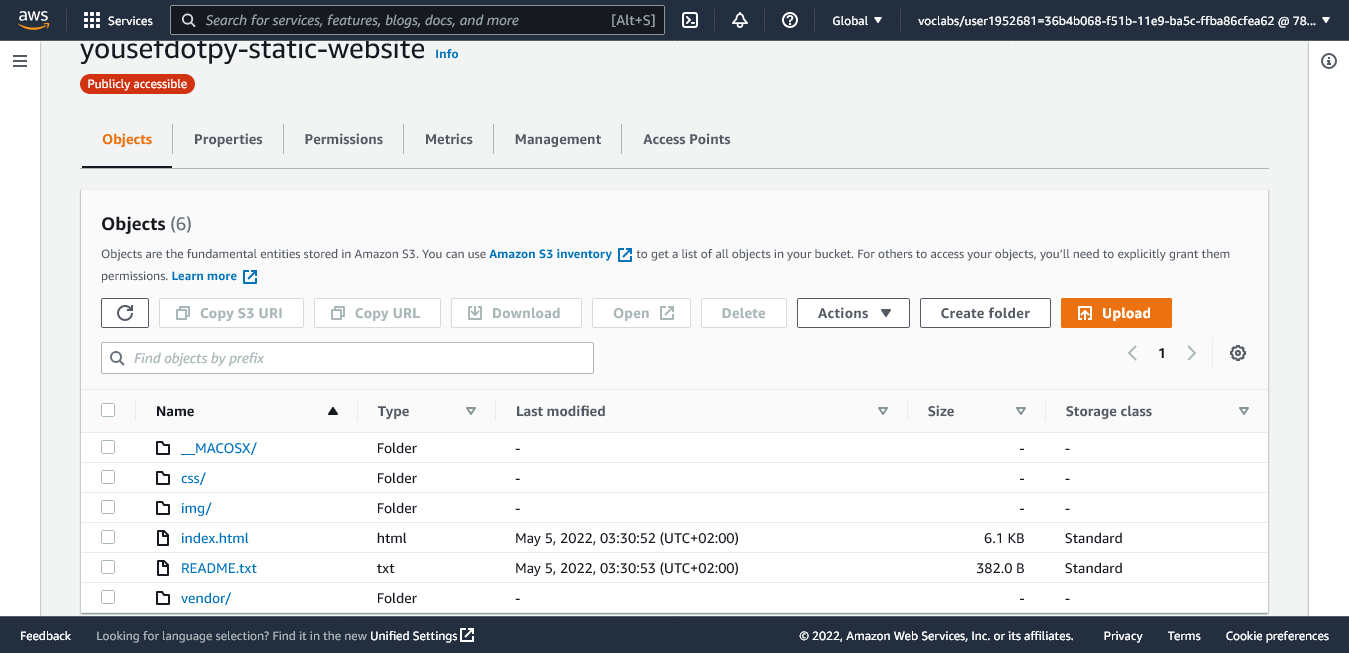 aws Services Search for services, features, blogs, docs, and more [Alt+S] Global voclabs/user1952681=36b4b068-f51b-11e9-ba5c-ffba86cfea62 @ 78...
yousefdotpy-static-website Info
Publicly accessible
Objects Properties Permissions Metrics Management Access Points
Objects (6)
Objects are the fundamental entities stored in Amazon S3. You can use Amazon S3 inventory to get a list of all objects in your bucket. For others to access your objects, you'll need to explicitly grant them
permissions. Learn more
Copy S3 URI Copy URL Download Open Delete Actions Create folder Upload
Find objects by prefix 1
Name Type Last modified Size Storage class
__MACOSX/ Folder - - -
css/ Folder - - -
img/ Folder - - -
index.html html May 5, 2022, 03:30:52 (UTC+02:00) 6.1 KB Standard
README.txt txt May 5, 2022, 03:30:53 (UTC+02:00) 382.0 B Standard
vendor/ Folder - - -
Feedback Looking for language selection? Find it in the new Unified Settings © 2022, Amazon Web Services, Inc. or its affiliates. Privacy Terms Cookie preferences